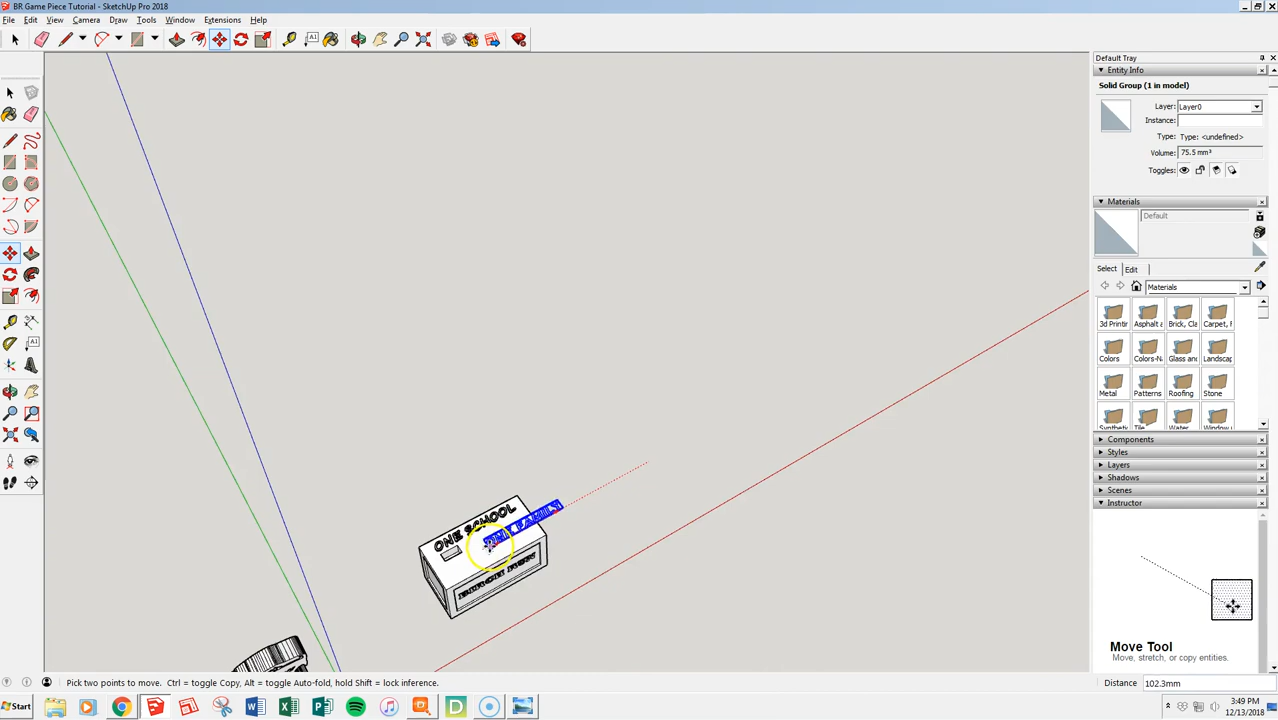 BR Game Piece Tutorial - SketchUp Pro 2018
File Edit View Camera Draw Tools Window Extensions Help
Default Tray
Entity Info
Solid Group (1 in model)
Layer: Layer0
Instance:
Type: Type: <undefined>
Volume: 75.5 mm³
Toggles:
Materials
Default
Select Edit
Materials
3d Printin Asphalt a Brick, Cla Carpet, F
Colors Colors-N Glass and Landscap
Metal Patterns Roofing Stone
Synthetic Tile Water Window
Components
Styles
Layers
Shadows
Scenes
Instructor
ONE SCHOOL
FAMILY
Move Tool
Move, stretch, or copy entities.
Pick two points to move. Ctrl = toggle Copy, Alt = toggle Auto-fold, hold Shift = lock inference.
Distance 102.3mm
Start
3:49 PM
12/13/2018